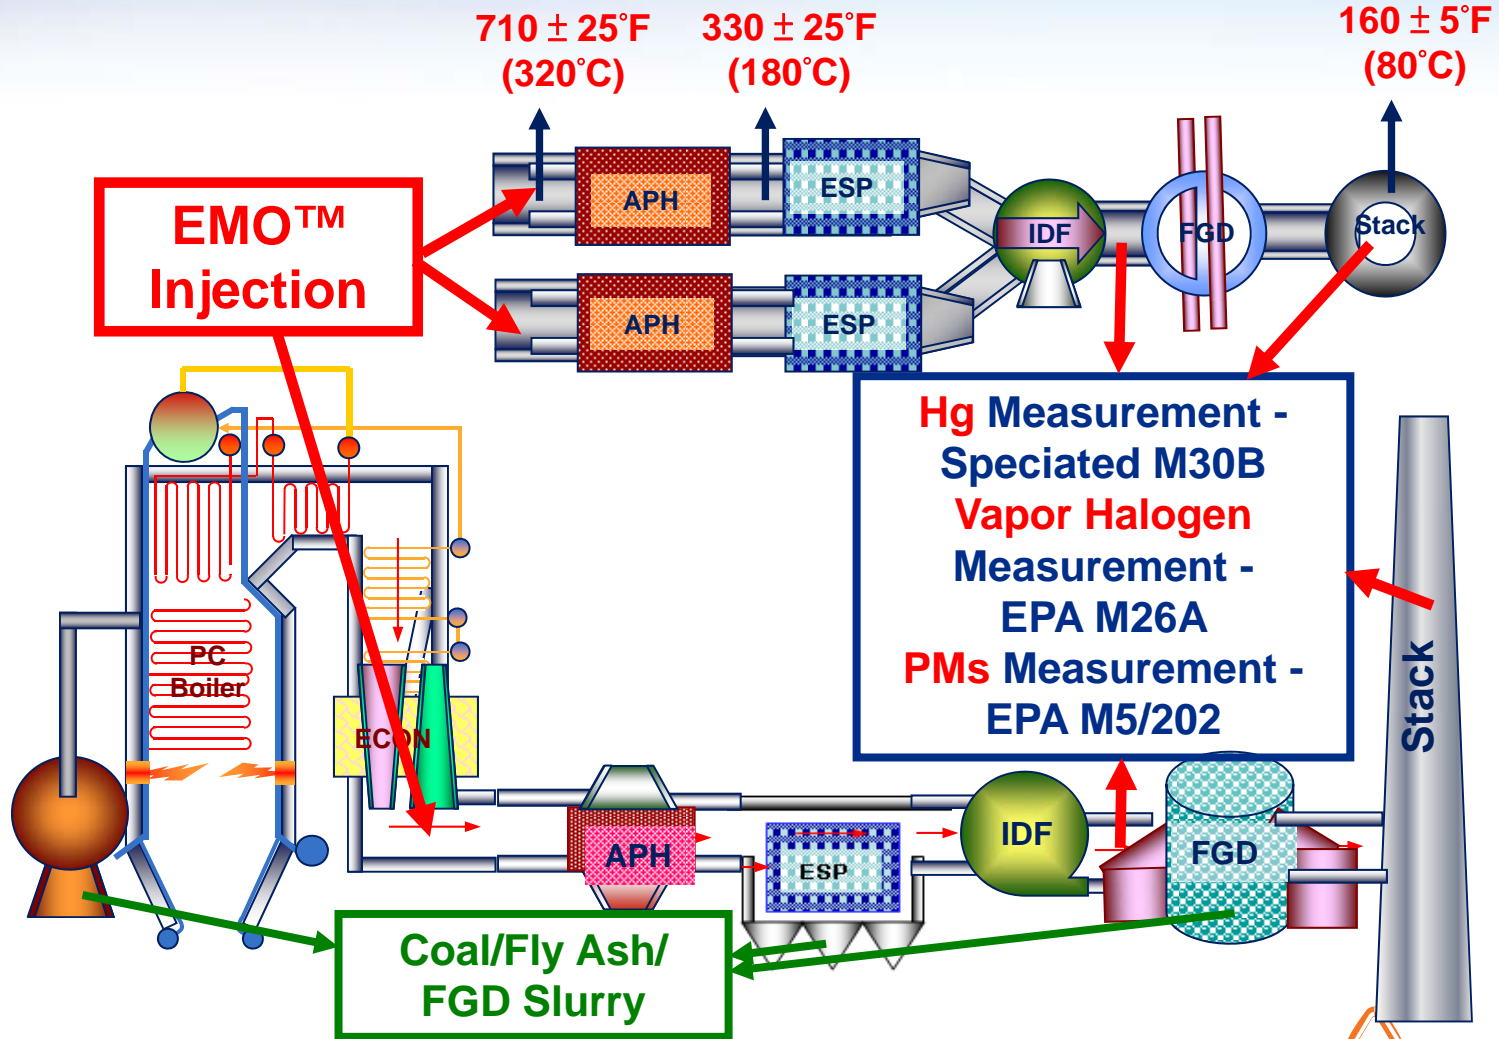 710 ± 25°F
(320°C)
330 ± 25°F
(180°C)
160 ± 5°F
(80°C)
EMO™
Injection
APH
ESP
IDF
FGD
Stack
APH
ESP
Hg Measurement -
Speciated M30B
Vapor Halogen
Measurement -
EPA M26A
PMs Measurement -
EPA M5/202
PC
Boiler
ECON
APH
ESP
IDF
FGD
Stack
Coal/Fly Ash/
FGD Slurry